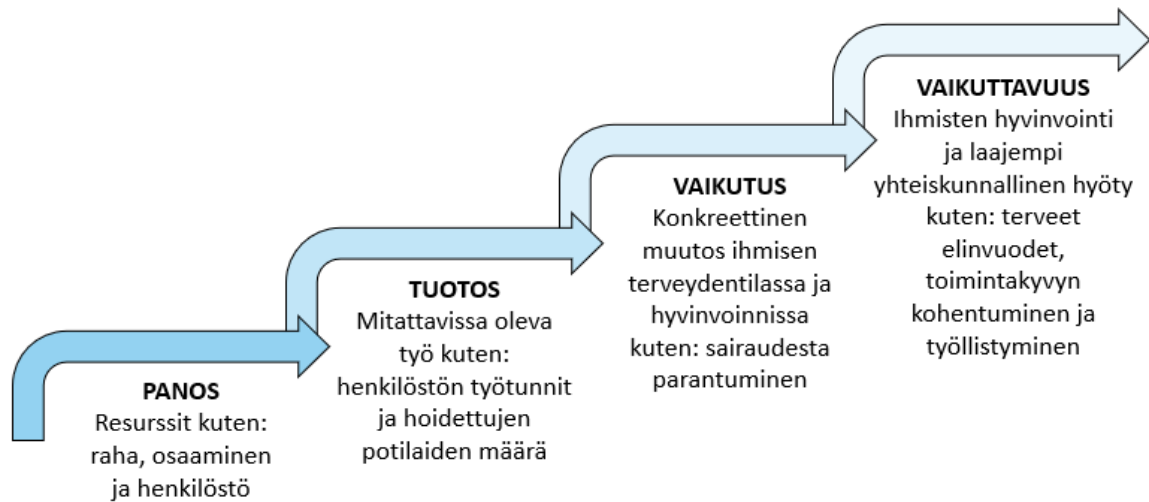 PANOS
Resurssit kuten:
raha, osaaminen
ja henkilöstö
TUOTOS
Mitattavissa oleva
työ kuten:
henkilöstön työtunnit
ja hoidettujen
potilaiden määrä
VAIKUTUS
Konkreettinen
muutos ihmisen
terveydentilassa ja
hyvinvoinnissa
kuten: sairaudesta
parantuminen
VAIKUTTAVUUS
Ihmisten hyvinvointi
ja laajempi
yhteiskunnallinen hyöty
kuten: terveet
elinvuodet,
toimintakyvyn
kohentuminen ja
työllistyminen